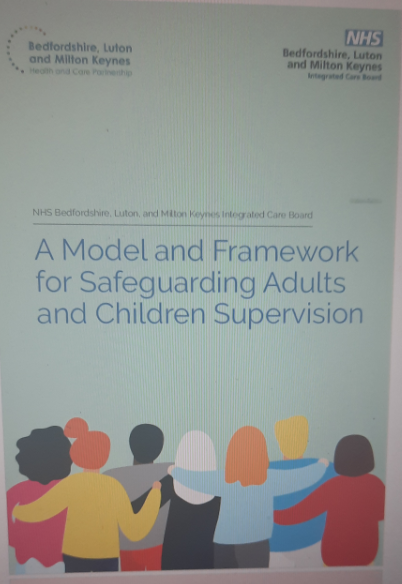 Bedfordshire, Luton
and Milton Keynes
Health and Care Partnership
NHS
Bedfordshire, Luton
and Milton Keynes
Integrated Care Board
NHS Bedfordshire, Luton, and Milton Keynes Integrated Care Board
A Model and Framework
for Safeguarding Adults
and Children Supervision